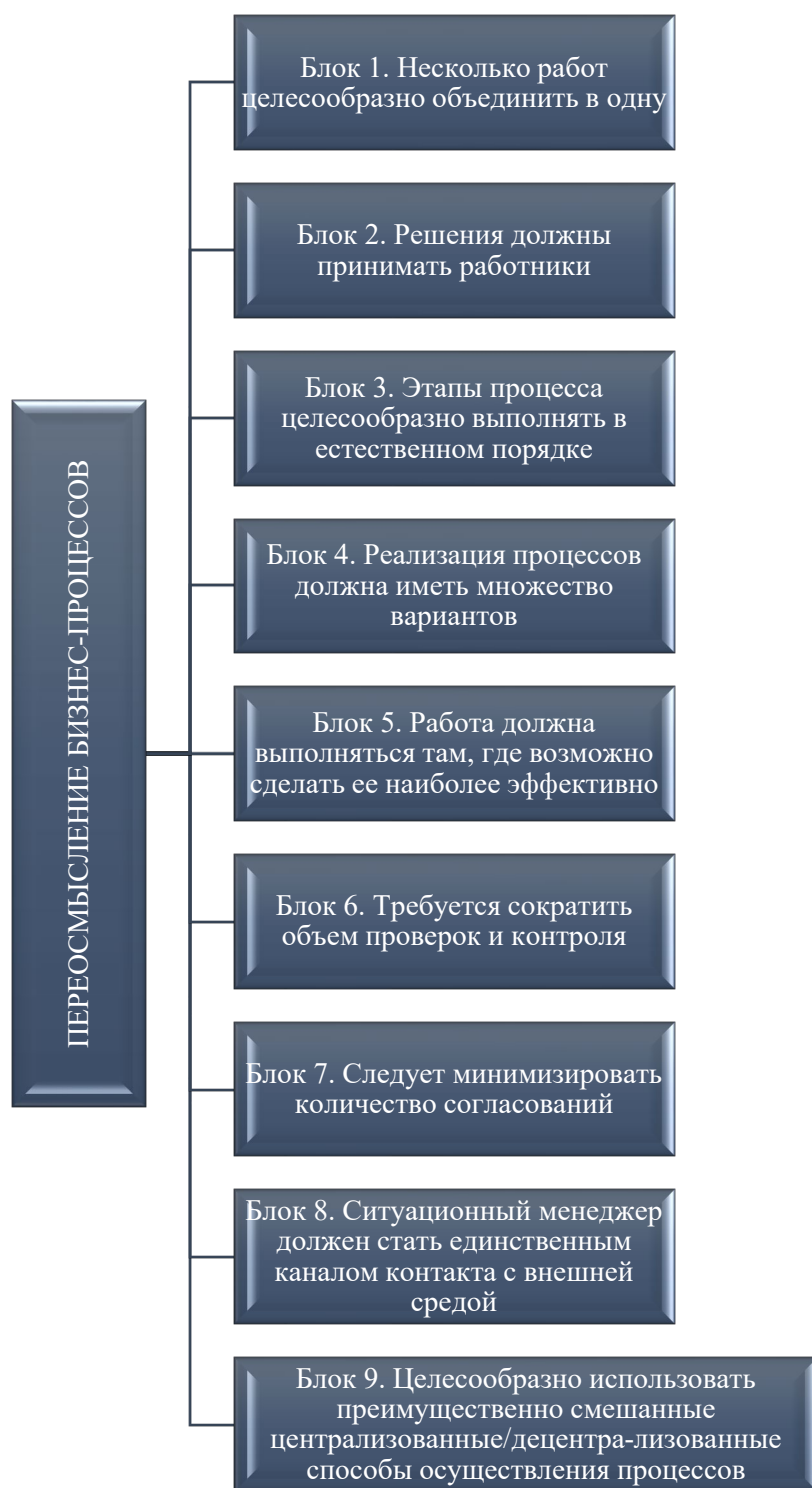 ПЕРЕОСМЫСЛЕНИЕ БИЗНЕС-ПРОЦЕССОВ
Блок 1. Несколько работ
целесообразно объединить в одну
Блок 2. Решения должны
принимать работники
Блок 3. Этапы процесса
целесообразно выполнять в
естественном порядке
Блок 4. Реализация процессов
должна иметь множество
вариантов
Блок 5. Работа должна
выполняться там, где возможно
сделать ее наиболее эффективно
Блок 6. Требуется сократить
объем проверок и контроля
Блок 7. Следует минимизировать
количество согласований
Блок 8. Ситуационный менеджер
должен стать единственным
каналом контакта с внешней
средой
Блок 9. Целесообразно использовать
преимущественно смешанные
централизованные/децентра-лизованные
способы осуществления процессов